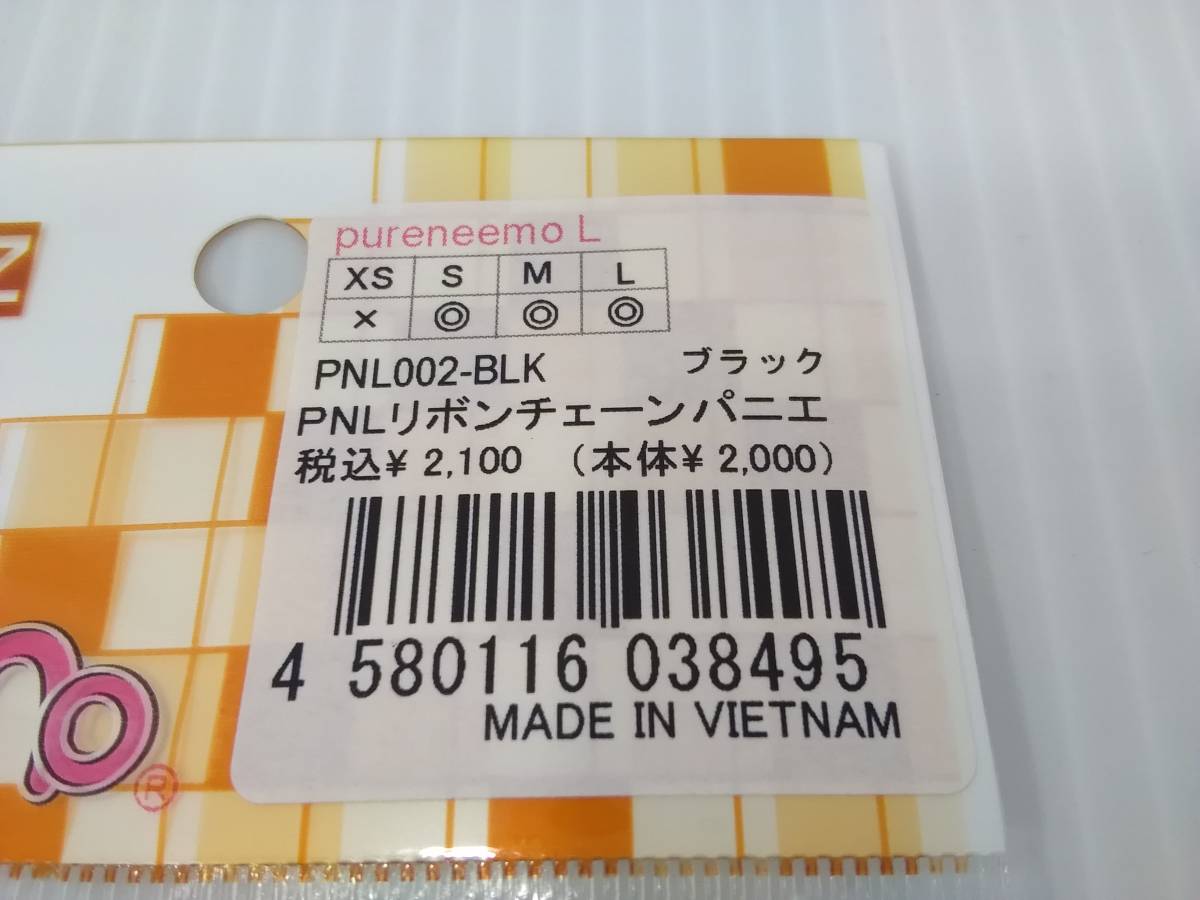 pureneemo L
XS S M L
× ◎ ◎ ◎
PNL002-BLK ブラック
PNLリボンチェーンパニエ
税込¥ 2,100 (本体¥ 2,000)
4 580116 038495
MADE IN VIETNAM
Z
o
®